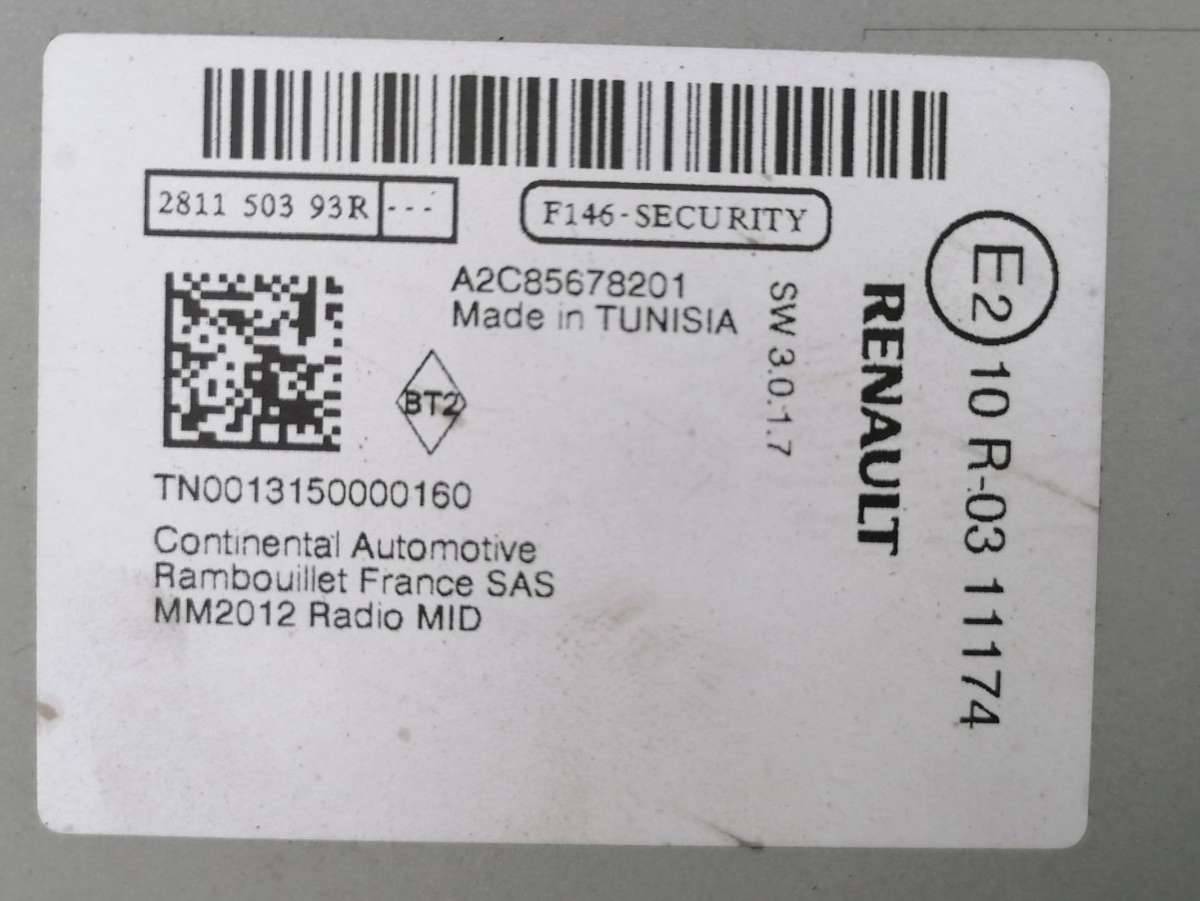 2811 503 93R ---
F146-SECURITY
A2C85678201
Made in TUNISIA
BT2
TN0013150000160
Continental Automotive
Rambouillet France SAS
MM2012 Radio MID
SW 3.0.1.7
RENAULT
E2 10 R-03 11174